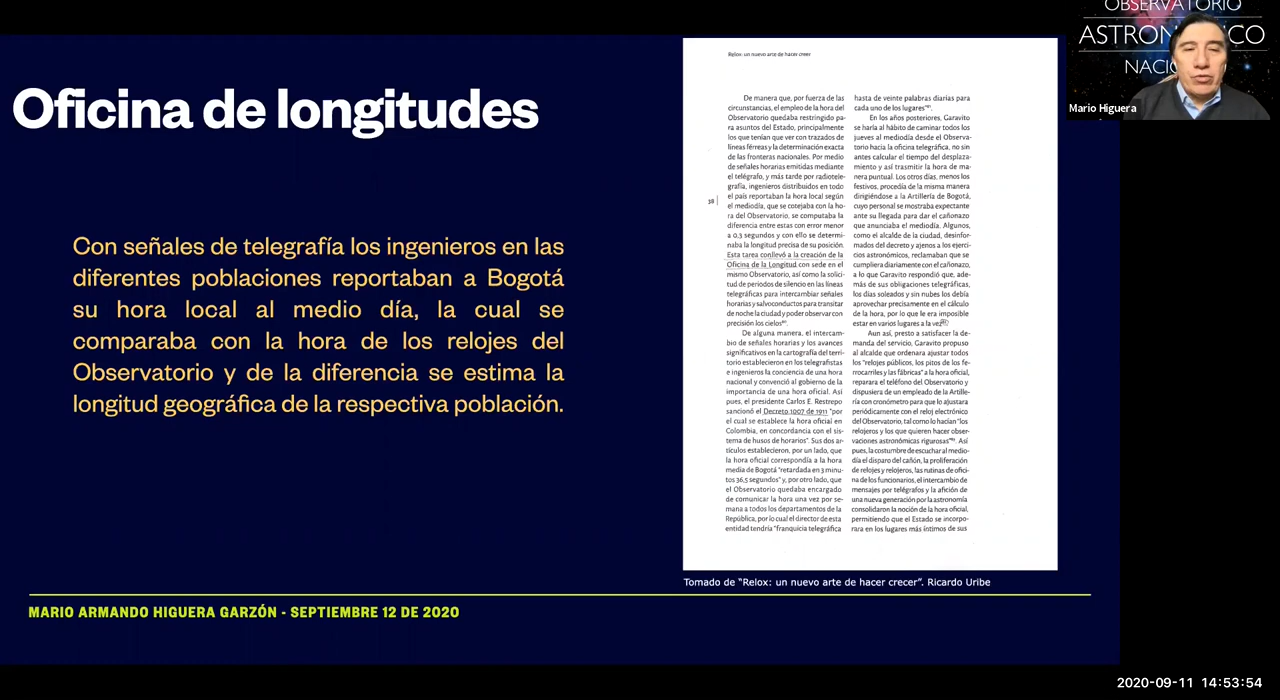 OBSERVATORIO
ASTRONÓMICO
NACIONAL
Mario Higuera
Oficina de longitudes
Con señales de telegrafía los ingenieros en las
diferentes poblaciones reportaban a Bogotá
su hora local al medio día, la cual se
comparaba con la hora de los relojes del
Observatorio y de la diferencia se estima la
longitud geográfica de la respectiva población.
Relox: un nuevo arte de hacer creer
38
De manera que, por fuerza de las
circunstancias, el empleo de la hora del
Observatorio quedaba restringido pa-
ra asuntos del Estado, principalmente
los que tenían que ver con trazados de
líneas férreas y la determinación exacta
de las fronteras nacionales. Por medio
de señales horarias emitidas mediante
el telégrafo, y más tarde por radiotele-
grafía, ingenieros distribuidos en todo
el país reportaban la hora local según
el mediodía, que se cotejaba con la ho-
ra del Observatorio, se computaba la
diferencia entre estas con error menor
a 0,3 segundos y con ello se determi-
naba la longitud precisa de su posición.
Esta tarea conllevó a la creación de la
Oficina de la Longitud con sede en el
mismo Observatorio, así como la solici-
tud de periodos de silencio en las líneas
telegráficas para intercambiar señales
horarias y salvoconductos para transitar
de noche la ciudad y poder observar con
precisión los cielos
De alguna manera, el intercam-
bio de señales horarias y los avances
significativos en la cartografía del terri-
torio establecieron en los telegrafistas
e ingenieros la conciencia de una hora
nacional y convenció al gobierno de la
importancia de una hora oficial. Así
pues, el presidente Carlos E. Restrepo
sancionó el Decreto 1007 de 1911 "por
el cual se establece la hora oficial en
Colombia, en concordancia con el sis-
tema de husos de horarios". Sus dos ar-
tículos establecieron, por un lado, que
la hora oficial correspondía a la hora
media de Bogotá "retardada en 3 minu-
tos 36,5 segundos" y, por otro lado, que
el Observatorio quedaba encargado
de comunicar la hora una vez por se-
mana a todos los departamentos de la
República, por lo cual el director de esta
entidad tendría "franquicia telegráfica
hasta de veinte palabras diarias para
cada uno de los lugares"
En los años posteriores, Garavito
se haría al hábito de caminar todos los
jueves al mediodía desde el Observa-
torio hacia la oficina telegráfica, no sin
antes calcular el tiempo del desplaza-
miento y así trasmitir la hora de ma-
nera puntual. Los otros días, menos los
festivos, procedía de la misma manera
dirigiéndose a la Artillería de Bogotá,
cuyo personal se mostraba expectante
ante su llegada para dar el cañonazo
que anunciaba el mediodía. Algunos,
como el alcalde de la ciudad, desinfor-
mados del decreto y ajenos a los ejerci-
cios astronómicos, reclamaban que se
cumpliera diariamente con el cañonazo,
a lo que Garavito respondió que, ade-
más de sus obligaciones telegráficas,
los días soleados y sin nubes los debía
aprovechar precisamente en el cálculo
de la hora, por lo que le era imposible
estar en varios lugares a la vez
Aun así, presto a satisfacer la de-
manda del servicio, Garavito propuso
al alcalde que ordenara ajustar todos
los "relojes públicos, los pitos de los fe-
rrocarriles y las fábricas" a la hora oficial,
reparara el teléfono del Observatorio y
dispusiera de un empleado de la Artille-
ría con cronómetro para que lo ajustara
periódicamente con el reloj electrónico
del Observatorio, tal como lo hacían "los
relojeros y los que quieren hacer obser-
vaciones astronómicas rigurosas". Así
pues, la costumbre de escuchar al medio-
día el disparo del cañón, la proliferación
de relojes y relojeros, las rutinas de ofici-
na de los funcionarios, el intercambio de
mensajes por telégrafos y la afición de
una nueva generación por la astronomía
consolidaron la noción de la hora oficial,
permitiendo que el Estado se incorpo-
rara en los lugares más íntimos de sus
Tomado de "Relox: un nuevo arte de hacer crecer". Ricardo Uribe
MARIO ARMANDO HIGUERA GARZÓN - SEPTIEMBRE 12 DE 2020
2020-09-11 14:53:54